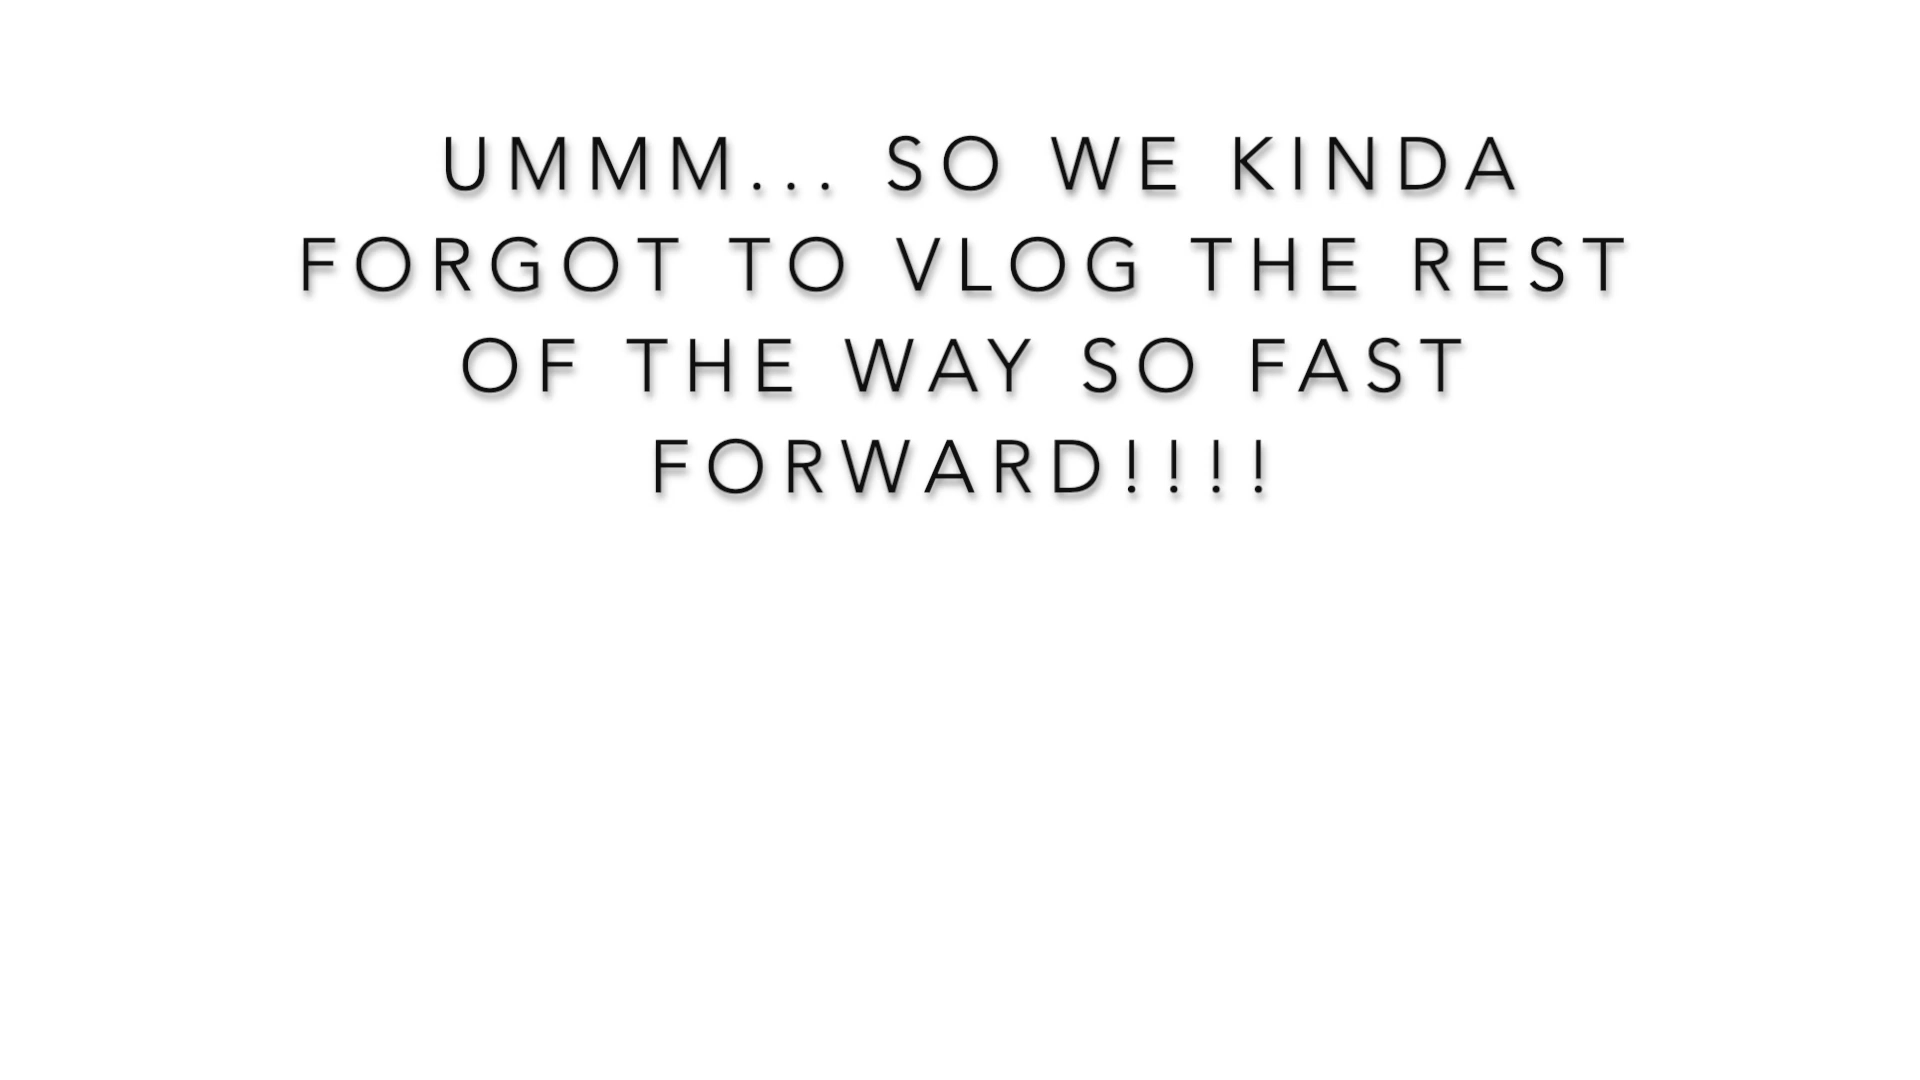 UMMM... SO WE KINDA
FORGOT TO VLOG THE REST
OF THE WAY SO FAST
FORWARD!!!!